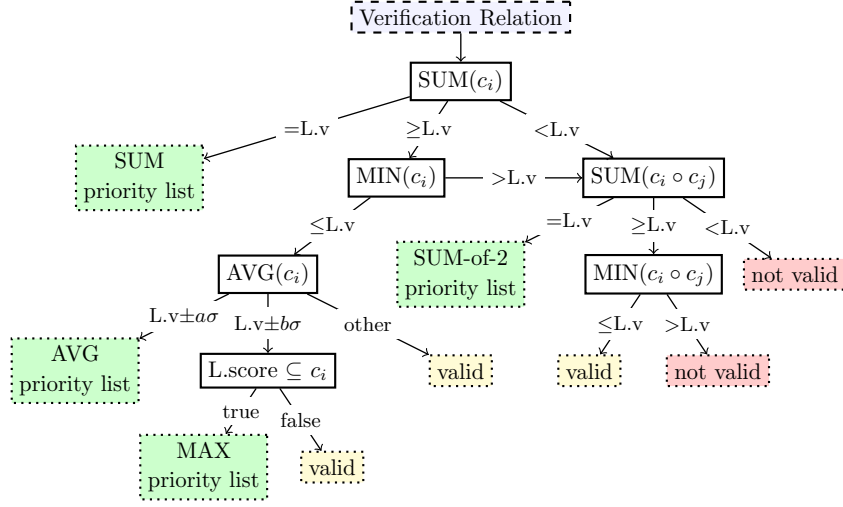 Verification Relation
SUM(c_i)
=L.v
≥L.v
<L.v
SUM
priority list
MIN(c_i)
>L.v
SUM(c_i ∘ c_j)
≤L.v
=L.v
≥L.v
<L.v
AVG(c_i)
SUM-of-2
priority list
MIN(c_i ∘ c_j)
not valid
L.v±aσ
L.v±bσ
other
≤L.v
>L.v
AVG
priority list
L.score ⊆ c_i
valid
valid
not valid
true
false
MAX
priority list
valid